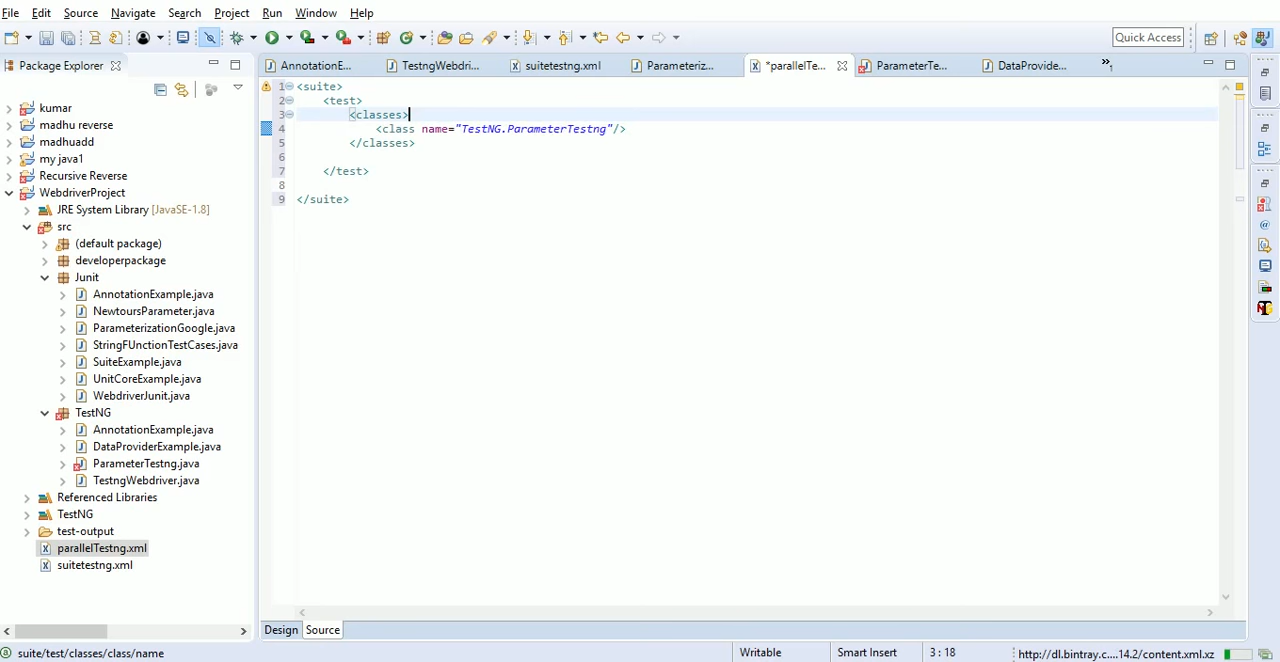 File Edit Source Navigate Search Project Run Window Help
Quick Access
Package Explorer
AnnotationE...
TestngWebdri...
suitetestng.xml
Parameteriz...
*parallelTe...
ParameterTe...
DataProvide...
»1
kumar
madhu reverse
madhuadd
my java1
Recursive Reverse
WebdriverProject
JRE System Library [JavaSE-1.8]
src
(default package)
developerpackage
Junit
AnnotationExample.java
NewtoursParameter.java
ParameterizationGoogle.java
StringFUnctionTestCases.java
SuiteExample.java
UnitCoreExample.java
WebdriverJunit.java
TestNG
AnnotationExample.java
DataProviderExample.java
ParameterTestng.java
TestngWebdriver.java
Referenced Libraries
TestNG
test-output
parallelTestng.xml
suitetestng.xml
1 <suite>
2 <test>
3 <classes>
4 <class name="TestNG.ParameterTestng"/>
5 </classes>
6
7 </test>
8
9 </suite>
Design Source
suite/test/classes/class/name
Writable
Smart Insert
3 : 18
http://dl.bintray.c....14.2/content.xml.xz